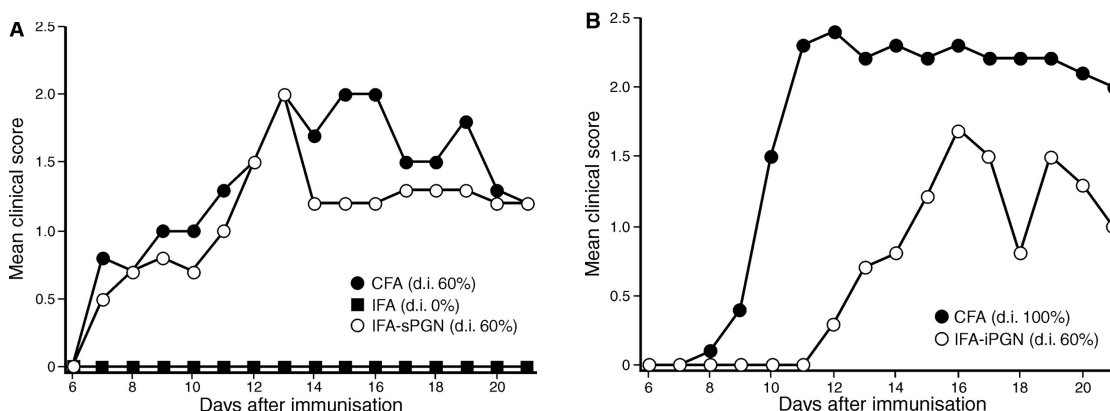 A
Mean clinical score
2.5
2.0
1.5
1.0
0.5
0
6 8 10 12 14 16 18 20
Days after immunisation
CFA (d.i. 60%)
IFA (d.i. 0%)
IFA-sPGN (d.i. 60%)
B
Mean clinical score
2.5
2.0
1.5
1.0
0.5
0
6 8 10 12 14 16 18 20
Days after immunisation
CFA (d.i. 100%)
IFA-iPGN (d.i. 60%)